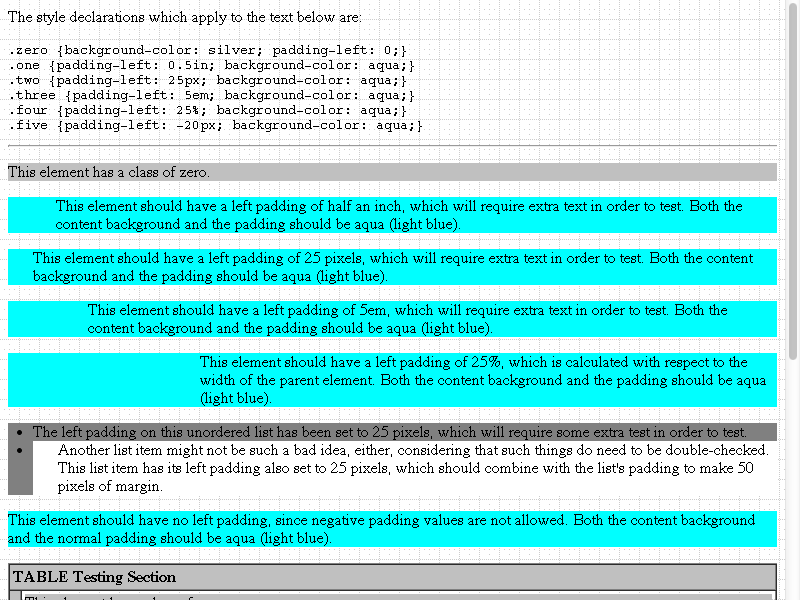 The style declarations which apply to the text below are:
.zero {background-color: silver; padding-left: 0;}
.one {padding-left: 0.5in; background-color: aqua;}
.two {padding-left: 25px; background-color: aqua;}
.three {padding-left: 5em; background-color: aqua;}
.four {padding-left: 25%; background-color: aqua;}
.five {padding-left: -20px; background-color: aqua;}
This element has a class of zero.
This element should have a left padding of half an inch, which will require extra text in order to test. Both the
content background and the padding should be aqua (light blue).
This element should have a left padding of 25 pixels, which will require extra text in order to test. Both the content
background and the padding should be aqua (light blue).
This element should have a left padding of 5em, which will require extra text in order to test. Both the
content background and the padding should be aqua (light blue).
This element should have a left padding of 25%, which is calculated with respect to the
width of the parent element. Both the content background and the padding should be aqua
(light blue).
• The left padding on this unordered list has been set to 25 pixels, which will require some extra test in order to test.
• Another list item might not be such a bad idea, either, considering that such things do need to be double-checked.
This list item has its left padding also set to 25 pixels, which should combine with the list's padding to make 50
pixels of margin.
This element should have no left padding, since negative padding values are not allowed. Both the content background
and the normal padding should be aqua (light blue).
TABLE Testing Section